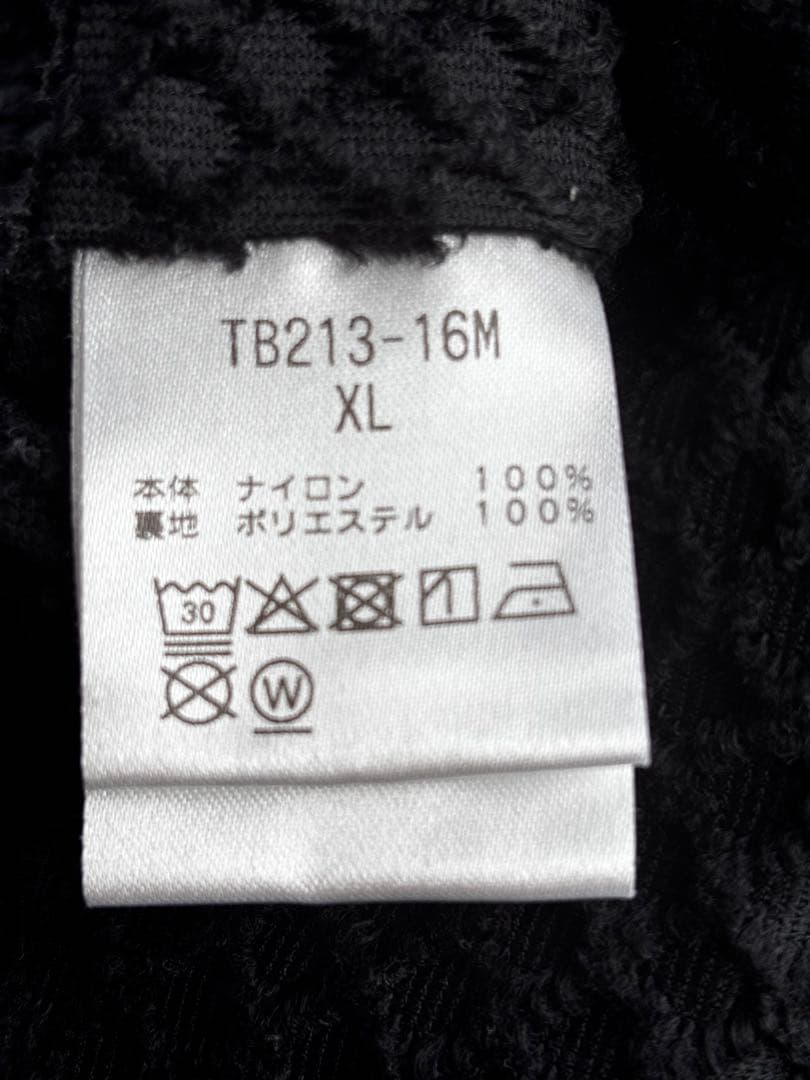 TB213-16M
XL
本体 ナイロン 100%
裏地 ポリエステル 100%
30
W